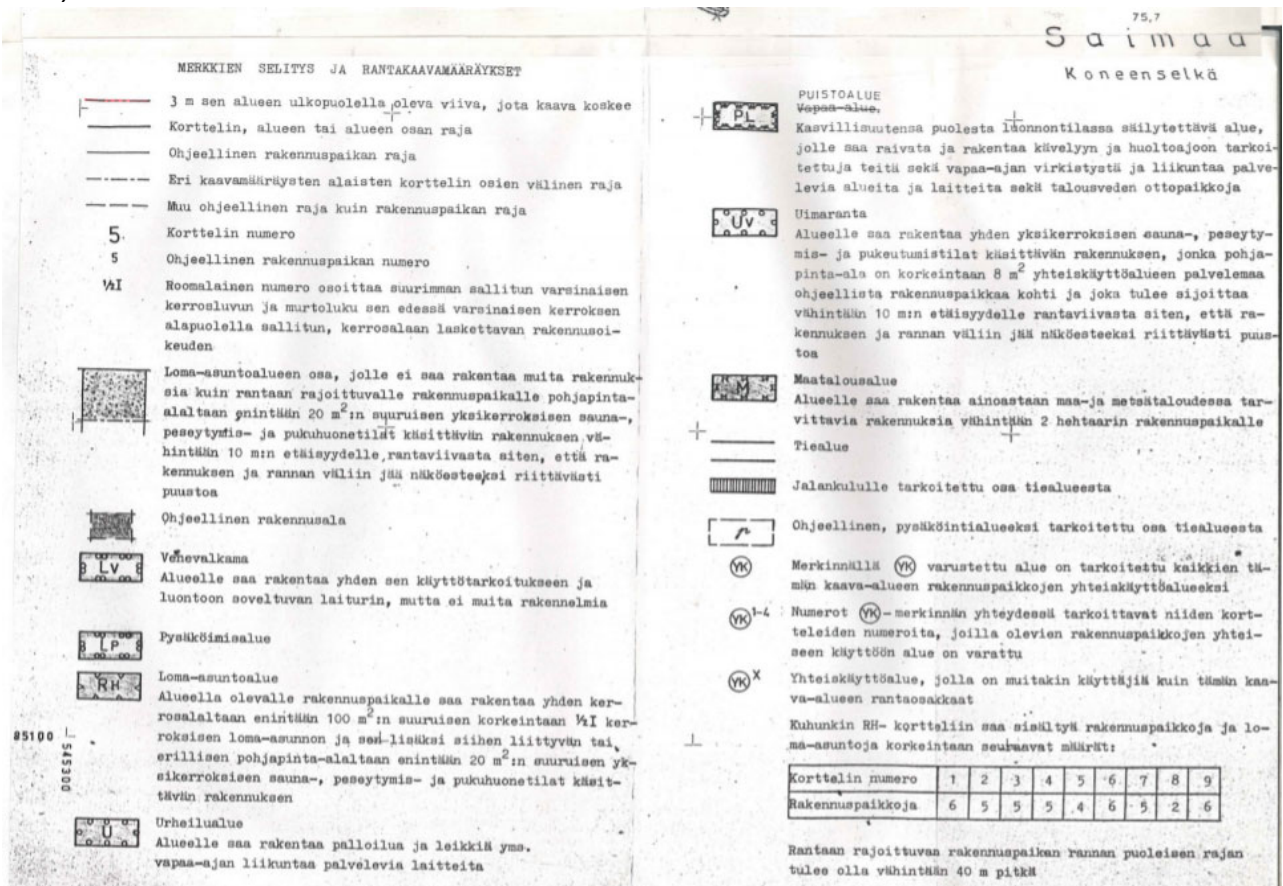 MERKKIEN SELITYS JA RANTAKAAVAMÄÄRÄYKSET
3 m sen alueen ulkopuolella oleva viiva, jota kaava koskee
Korttelin, alueen tai alueen osan raja
Ohjeellinen rakennuspaikan raja
Eri kaavamääräysten alaisten korttelin osien välinen raja
Muu ohjeellinen raja kuin rakennuspaikan raja
5 Korttelin numero
5 Ohjeellinen rakennuspaikan numero
½I Roomalainen numero osoittaa suurimman sallitun varsinaisen
kerrosluvun ja murtoluku sen edessä varsinaisen kerroksen
alapuolella sallitun, kerrosalaan laskettavan rakennusoi-
keuden
Loma-asuntoalueen osa, jolle ei saa rakentaa muita rakennuk-
sia kuin rantaan rajoittuvalle rakennuspaikalle pohjapinta-
alaltaan enintään 20 m²:n suuruisen yksikerroksisen sauna-,
peseytymis- ja pukuhuonetilat käsittävän rakennuksen vä-
hintään 10 m:n etäisyydelle rantaviivasta siten, että ra-
kennuksen ja rannan väliin jää näköesteeksi riittävästi
puustoa
Ohjeellinen rakennusala
LV Venevalkama
Alueelle saa rakentaa yhden sen käyttötarkoitukseen ja
luontoon soveltuvan laiturin, mutta ei muita rakennelmia
LP Pysäköimisalue
RH Loma-asuntoalue
Alueella olevalle rakennuspaikalle saa rakentaa yhden ker-
rosalaltaan enintään 100 m²:n suuruisen korkeintaan ½I ker-
roksisen loma-asunnon ja sen lisäksi siihen liittyvän tai
erillisen pohjapinta-alaltaan enintään 20 m²:n suuruisen yk-
sikerroksisen sauna-, peseytymis- ja pukuhuonetilat käsit-
tävän rakennuksen
85100
545300
U Urheilualue
Alueelle saa rakentaa palloilua ja leikkiä yms.
vapaa-ajan liikuntaa palvelevia laitteita
75,7
Saimaa
Koneenselkä
PUISTOALUE
PL Vapaa-alue.
Kasvillisuutensa puolesta luonnontilassa säilytettävä alue,
jolle saa raivata ja rakentaa kävelyyn ja huoltoajoon tarkoi-
tettuja teitä sekä vapaa-ajan virkistystä ja liikuntaa palve-
levia alueita ja laitteita sekä talousveden ottopaikkoja
UV Uimaranta
Alueelle saa rakentaa yhden yksikerroksisen sauna-, peseyty-
mis- ja pukeutumistilat käsittävän rakennuksen, jonka pohja-
pinta-ala on korkeintaan 8 m² yhteiskäyttöalueen palvelemaa
ohjeellista rakennuspaikkaa kohti ja joka tulee sijoittaa
vähintään 10 m:n etäisyydelle rantaviivasta siten, että ra-
kennuksen ja rannan väliin jää näköesteeksi riittävästi puus-
toa
M Maatalousalue
Alueelle saa rakentaa ainoastaan maa-ja metsätaloudessa tar-
vittavia rakennuksia vähintään 2 hehtaarin rakennuspaikalle
Tiealue
Jalankululle tarkoitettu osa tiealueesta
P Ohjeellinen, pysäköintialueeksi tarkoitettu osa tiealueesta
YK Merkinnällä YK varustettu alue on tarkoitettu kaikkien tä-
män kaava-alueen rakennuspaikkojen yhteiskäyttöalueeksi
YK 1-4 Numerot YK-merkinnän yhteydessä tarkoittavat niiden kort-
teleiden numeroita, joilla olevien rakennuspaikkojen yhtei-
seen käyttöön alue on varattu
YK X Yhteiskäyttöalue, jolla on muitakin käyttäjiä kuin tämän kaa-
va-alueen rantaosakkaat
Kuhunkin RH- kortteliin saa sisältyä rakennuspaikkoja ja lo-
ma-asuntoja korkeintaan seuraavat määrät:
Korttelin numero 1 2 3 4 5 6 7 8 9
Rakennuspaikkoja 6 5 5 5 4 6 5 2 6
Rantaan rajoittuvan rakennuspaikan rannan puoleisen rajan
tulee olla vähintään 40 m pitkä